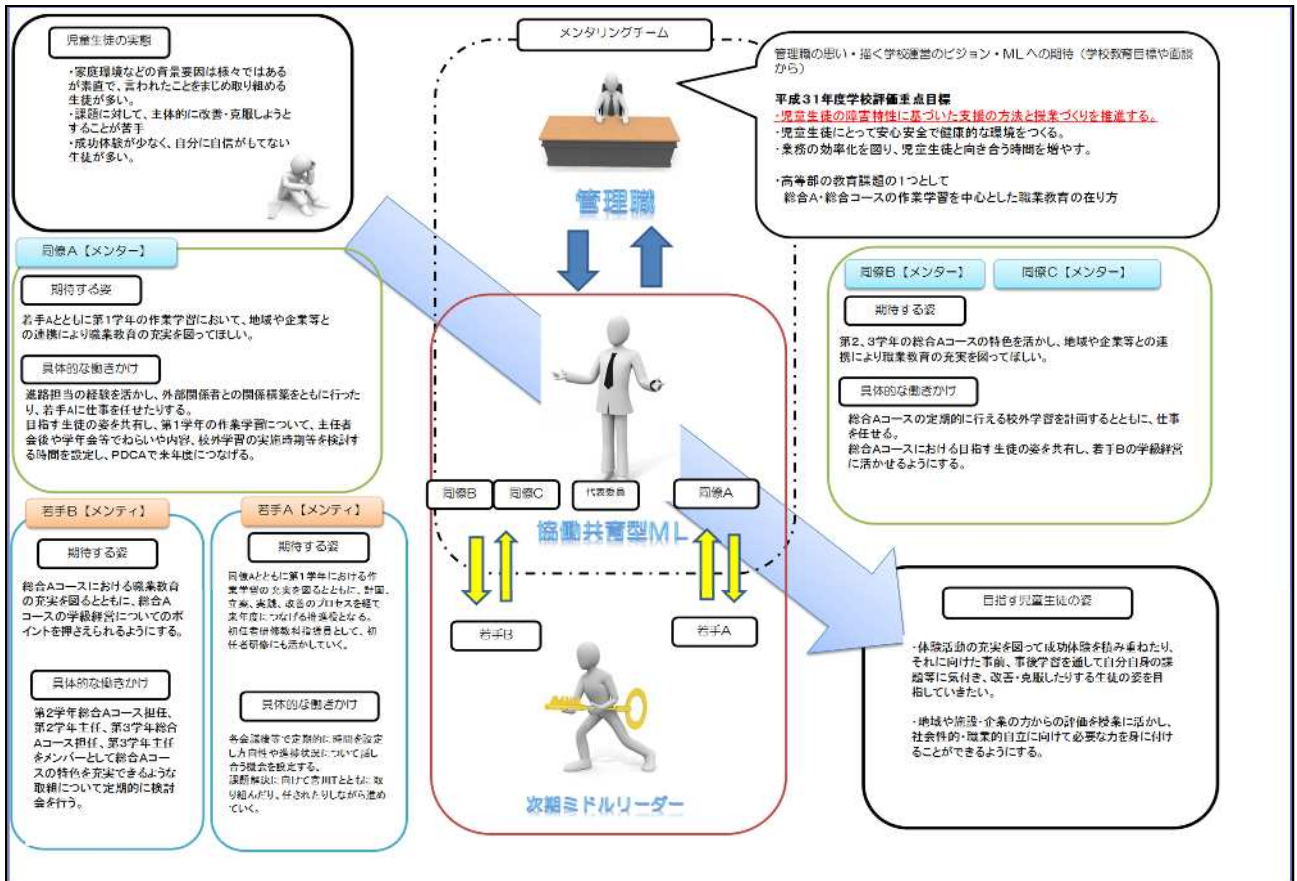 児童生徒の実態
・家庭環境などの背景要因は様々ではある
が素直で、言われたことをまじめ取り組める
生徒が多い。
・課題に対して、主体的に改善・克服しようと
することが苦手
・成功体験が少なく、自分に自信がもてない
生徒が多い。
メンタリングチーム
管理職
管理職の思い・描く学校運営のビジョン・MLへの期待（学校教育目標や面談
から）
平成31年度学校評価重点目標
・児童生徒の障害特性に基づいた支援の方法と授業づくりを推進する。
・児童生徒にとって安心安全で健康的な環境をつくる。
・業務の効率化を図り、児童生徒と向き合う時間を増やす。
・高等部の教育課題の1つとして
総合A・総合コースの作業学習を中心とした職業教育の在り方
同僚A【メンター】
期待する姿
若手Aとともに第1学年の作業学習において、地域や企業等と
の連携により職業教育の充実を図ってほしい。
具体的な働きかけ
進路担当の経験を活かし、外部関係者との関係構築をともに行った
り、若手Aに仕事を任せたりする。
目指す生徒の姿を共有し、第1学年の作業学習について、主任者
会後や学年会等でねらいや内容、校外学習の実施時期等を検討す
る時間を設定し、PDCAで来年度につなげる。
同僚B【メンター】
同僚C【メンター】
期待する姿
第2、3学年の総合Aコースの特色を活かし、地域や企業等との連
携により職業教育の充実を図ってほしい。
具体的な働きかけ
総合Aコースの定期的に行える校外学習を計画するとともに、仕事
を任せる。
総合Aコースにおける目指す生徒の姿を共有し、若手Bの学級経営
に活かせるようにする。
同僚B
同僚C
代表委員
同僚A
協働共育型ML
若手B
若手A
次期ミドルリーダー
若手B【メンティ】
期待する姿
総合Aコースにおける職業教育
の充実を図るとともに、総合A
コースの学級経営についてのポ
イントを押さえられるようにする。
具体的な働きかけ
第2学年総合Aコース担任、
第2学年主任、第3学年総合
Aコース担任、第3学年主任
をメンバーとして総合Aコー
スの特色を充実できるような
取組について定期的に検討
会を行う。
若手A【メンティ】
期待する姿
同僚Aとともに第1学年における作
業学習の充実を図るとともに、計画、
立案、実践、改善のプロセスを経て
来年度につなげる推進役となる。
初任者研修教科指導員として、初
任者研修にも活かしていく。
具体的な働きかけ
各会議後等で定期的に時間を設定
し方向性や進捗状況について話し
合う機会を設定する。
課題解決に向けて宮川Tとともに取
り組んだり、任されたりしながら進め
ていく。
目指す児童生徒の姿
・体験活動の充実を図って成功体験を積み重ねたり、
それに向けた事前、事後学習を通して自分自身の課
題等に気付き、改善・克服したりする生徒の姿を目
指していきたい。
・地域や施設・企業の方からの評価を授業に活かし、
社会性的・職業的自立に向けて必要な力を身に付け
ることができるようにする。